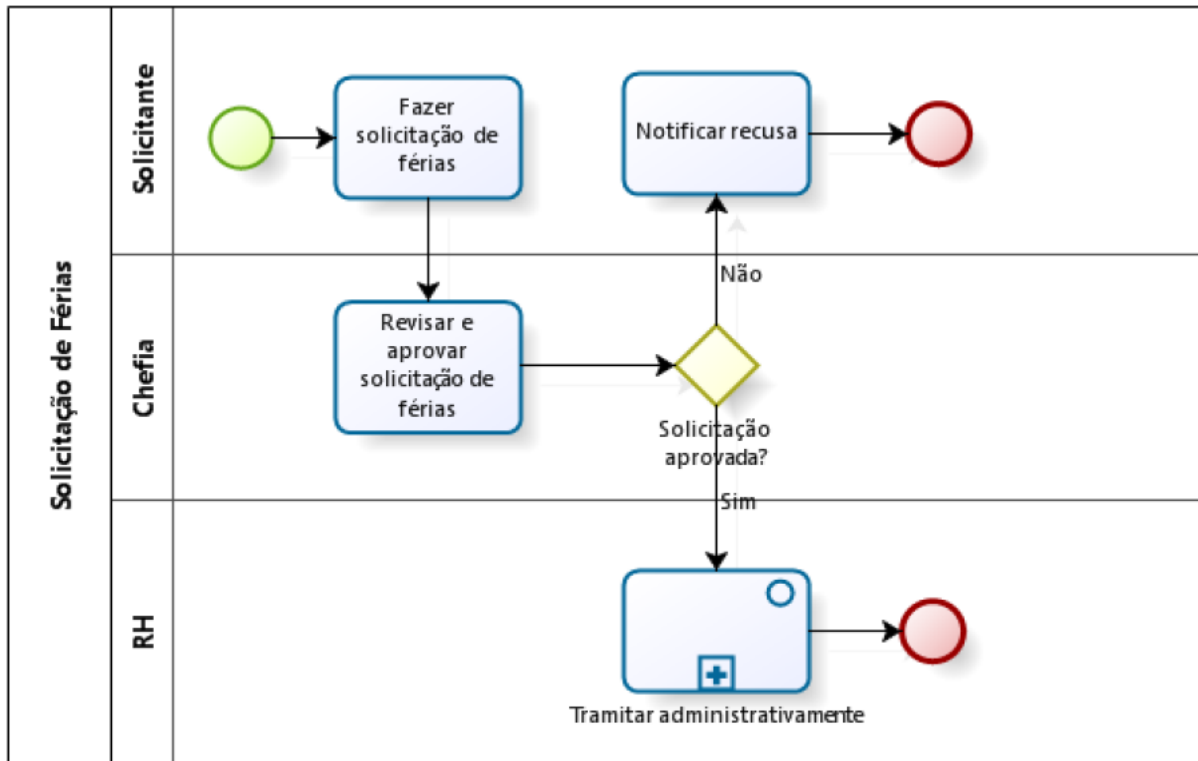 Solicitação de Férias
Solicitante
Fazer
solicitação de
férias
Notificar recusa
Não
Chefia
Revisar e
aprovar
solicitação de
férias
Solicitação
aprovada?
Sim
RH
Tramitar administrativamente